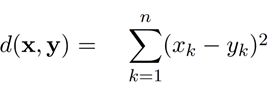 d(𝐱, 𝐲) = ∑_{k=1}^{n} (x_k − y_k)²